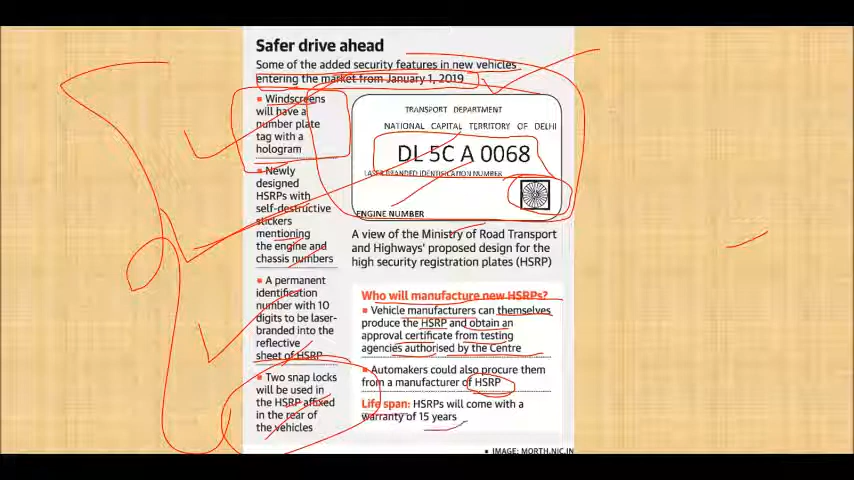 Safer drive ahead
Some of the added security features in new vehicles
entering the market from January 1, 2019
Windscreens
will have a
number plate
tag with a
hologram
Newly
designed
HSRPs with
self-destructive
stickers
mentioning
the engine and
chassis numbers
A permanent
identification
number with 10
digits to be laser-
branded into the
reflective
sheet of HSRP
Two snap locks
will be used in
the HSRP affixed
in the rear of
the vehicles
TRANSPORT DEPARTMENT
NATIONAL CAPITAL TERRITORY OF DELHI
DL 5C A 0068
LASER BRANDED IDENTIFICATION NUMBER
ENGINE NUMBER
A view of the Ministry of Road Transport
and Highways' proposed design for the
high security registration plates (HSRP)
Who will manufacture new HSRPs?
Vehicle manufacturers can themselves
produce the HSRP and obtain an
approval certificate from testing
agencies authorised by the Centre
Automakers could also procure them
from a manufacturer of HSRP
Life span: HSRPs will come with a
warranty of 15 years
IMAGE: MORTH.NIC.IN